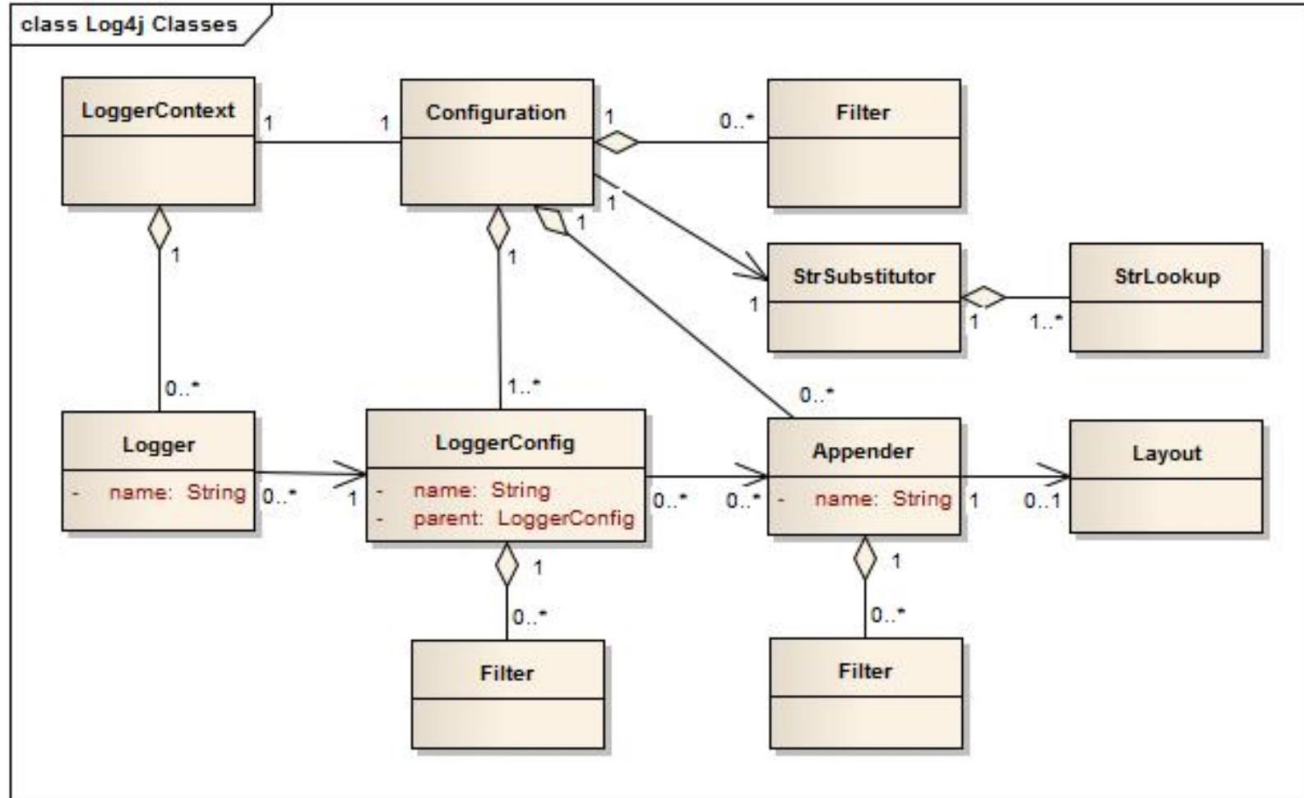 class Log4j Classes
LoggerContext
1
1
Configuration
1
0..*
Filter
1
1
1
1
1
StrSubstitutor
1
1..*
StrLookup
0..*
1..*
0..*
Logger
- name: String
0..*
1
LoggerConfig
- name: String
- parent: LoggerConfig
0..*
0..*
Appender
- name: String
1
0..1
Layout
1
0..*
Filter
1
0..*
Filter